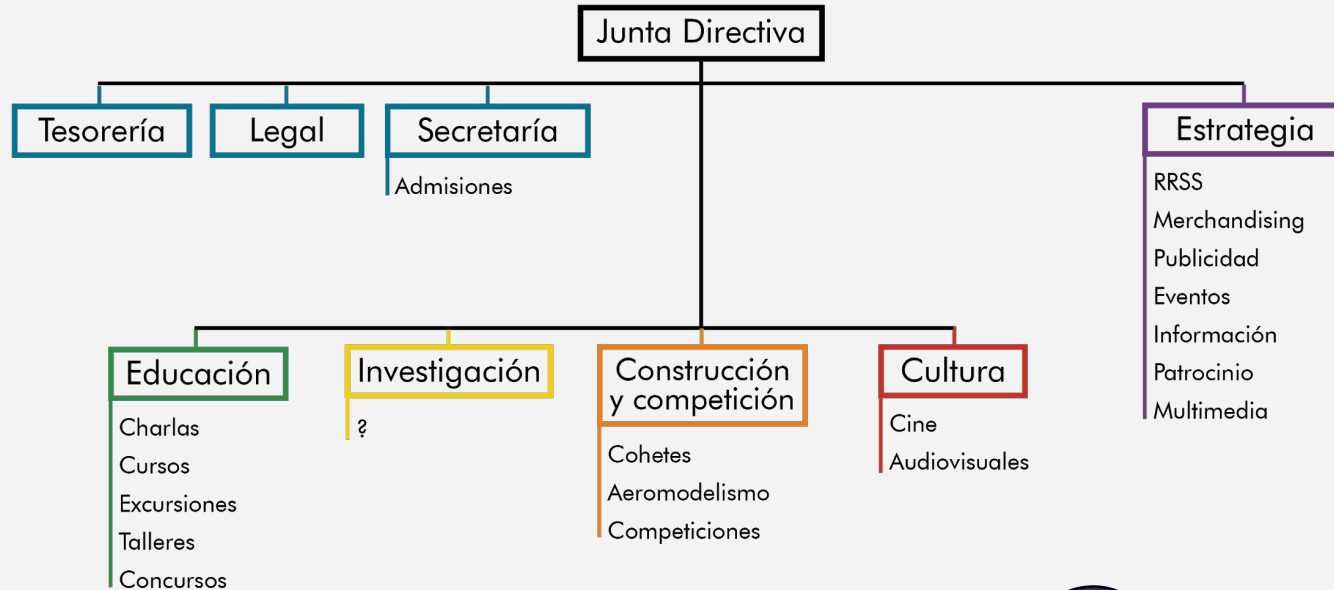 Junta Directiva
Tesorería
Legal
Secretaría
Admisiones
Estrategia
RRSS
Merchandising
Publicidad
Eventos
Información
Patrocinio
Multimedia
Educación
Charlas
Cursos
Excursiones
Talleres
Concursos
Investigación
?
Construcción
y competición
Cohetes
Aeromodelismo
Competiciones
Cultura
Cine
Audiovisuales